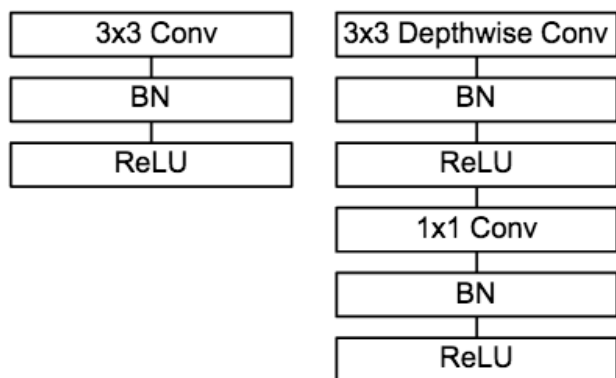 3x3 Conv
BN
ReLU
3x3 Depthwise Conv
BN
ReLU
1x1 Conv
BN
ReLU